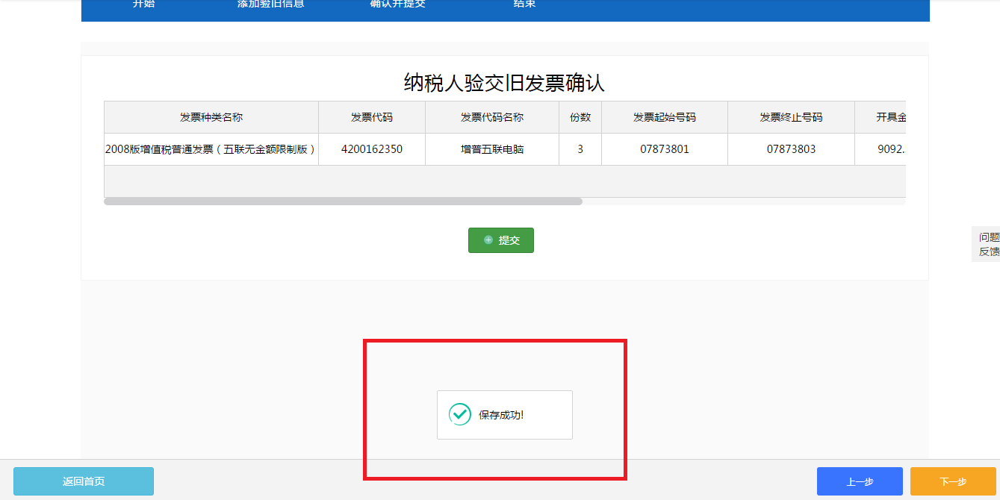 开始 添加验旧信息 确认并提交 结束
纳税人验交旧发票确认
发票种类名称 发票代码 发票代码名称 份数 发票起始号码 发票终止号码 开具金
2008版增值税普通发票（五联无金额限制版） 4200162350 增普五联电脑 3 07873801 07873803 9092.
提交
问题
反馈
保存成功!
返回首页 上一步 下一步